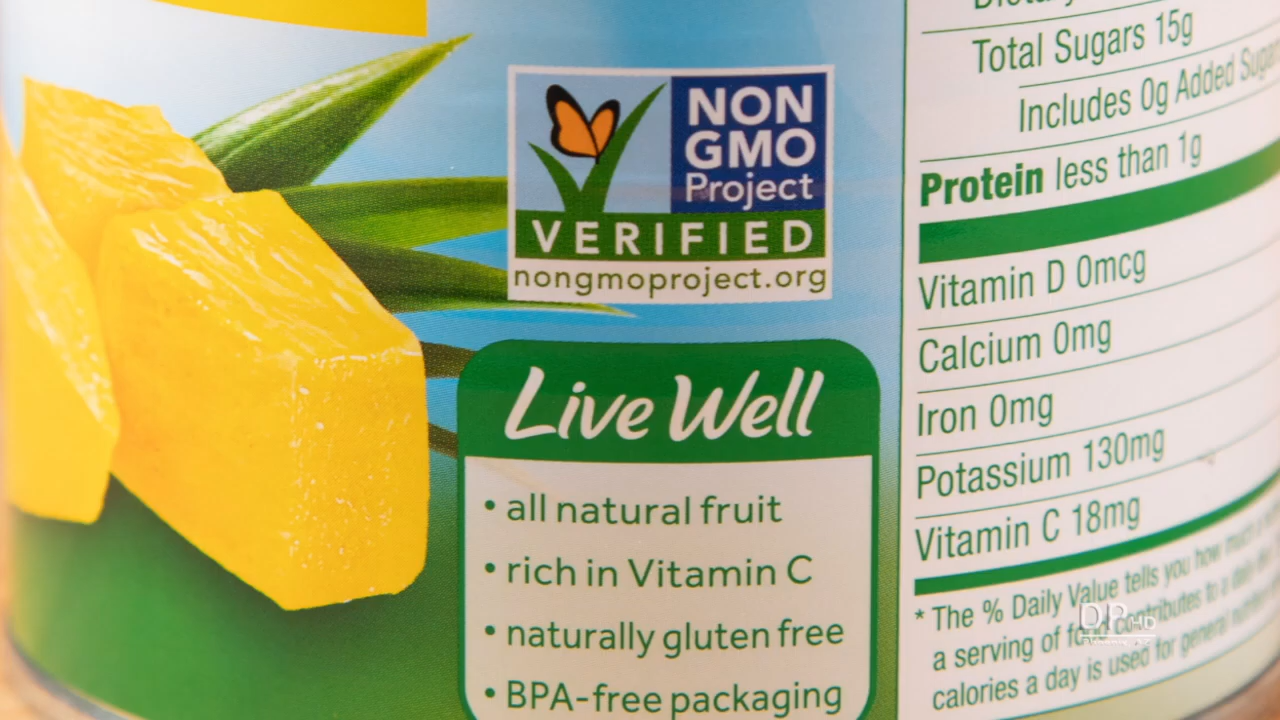 NON
GMO
Project
VERIFIED
nongmoproject.org
Live Well
• all natural fruit
• rich in Vitamin C
• naturally gluten free
• BPA-free packaging
Total Sugars 15g
Includes 0g Added Sugars
Protein less than 1g
Vitamin D 0mcg
Calcium 0mg
Iron 0mg
Potassium 130mg
Vitamin C 18mg
* The % Daily Value tells you how much a
a serving of food contributes to a daily
calories a day is used for general
DP HD